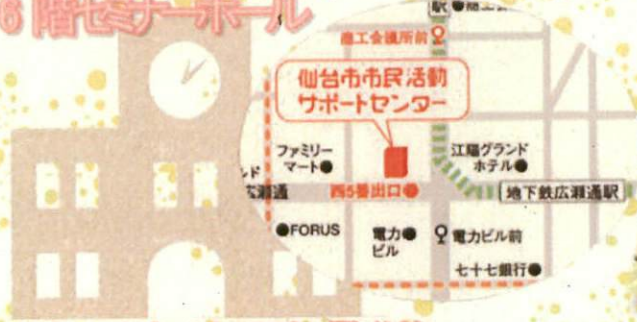 6階セミナーホール
駅
商工会議所前
仙台市市民活動
サポートセンター
ファミリー
マート
江陽グランド
ホテル
広瀬通
西5番出口
地下鉄広瀬通駅
FORUS
電力
ビル
電力ビル前
七十七銀行